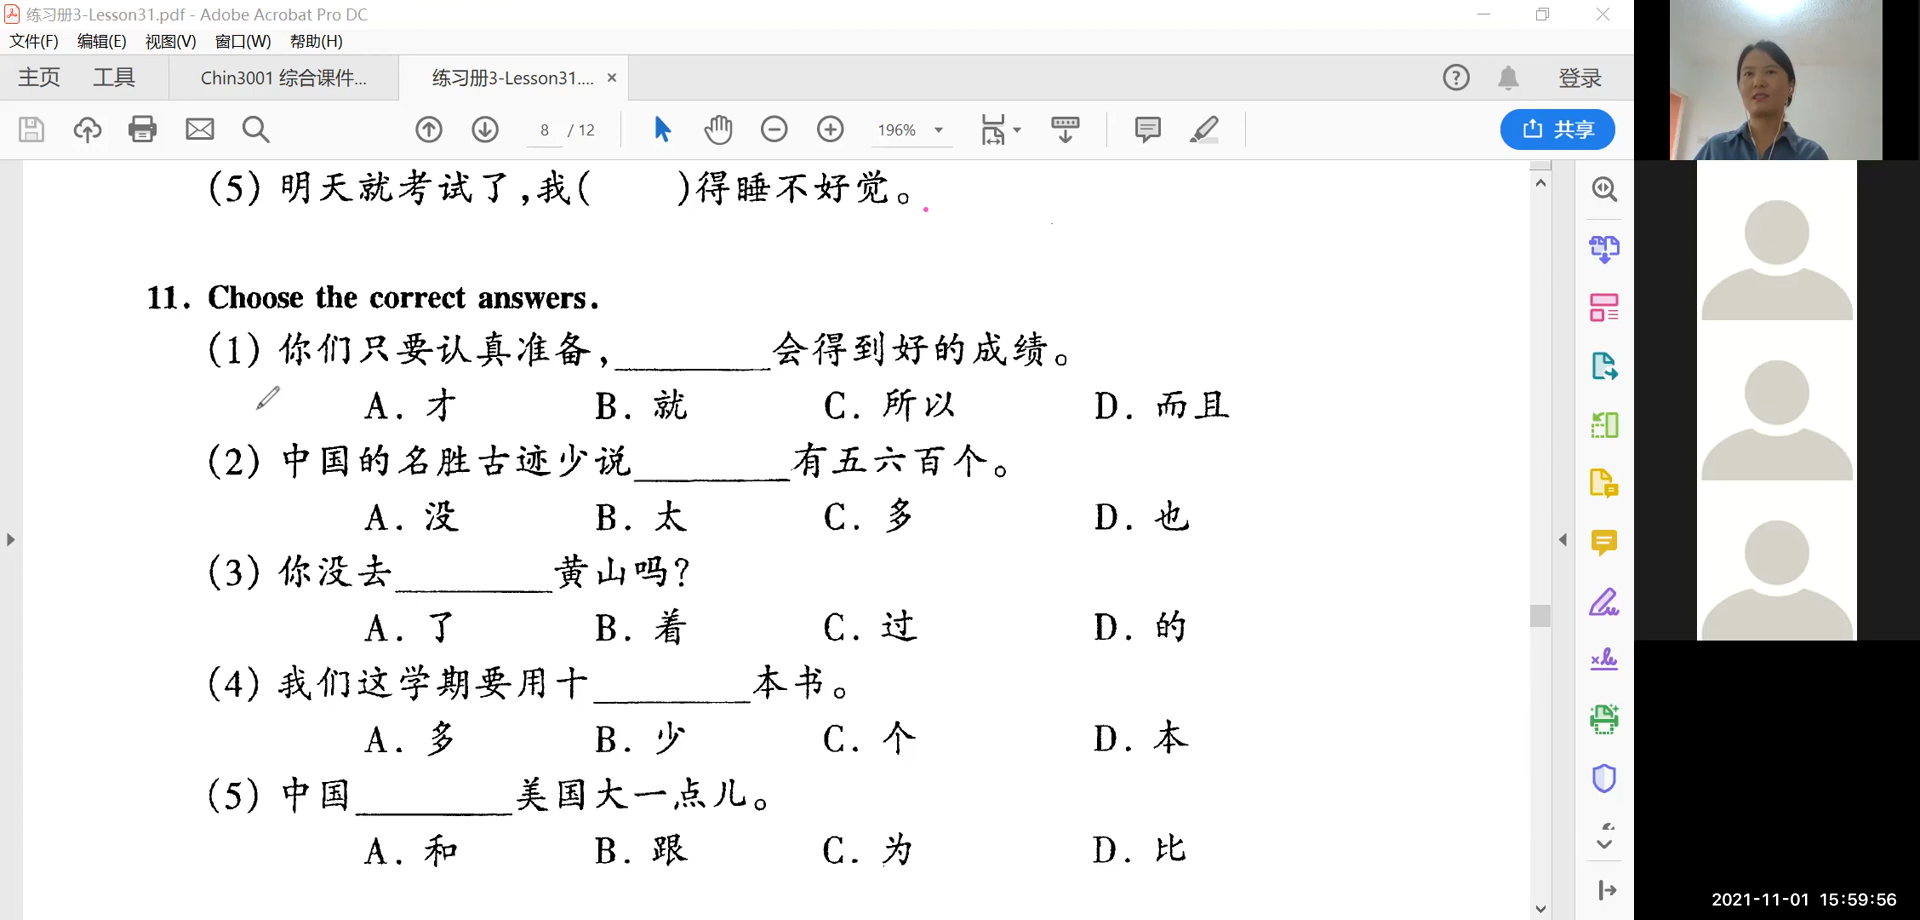 练习册3-Lesson31.pdf - Adobe Acrobat Pro DC
文件(F) 编辑(E) 视图(V) 窗口(W) 帮助(H)
主页 工具 Chin3001 综合课件... 练习册3-Lesson31.... × 登录
8 / 12 196% 共享
(5) 明天就考试了,我( )得睡不好觉。
11. Choose the correct answers.
(1) 你们只要认真准备,________会得到好的成绩。
A. 才 B. 就 C. 所以 D. 而且
(2) 中国的名胜古迹少说________有五六百个。
A. 没 B. 太 C. 多 D. 也
(3) 你没去________黄山吗?
A. 了 B. 着 C. 过 D. 的
(4) 我们这学期要用十________本书。
A. 多 B. 少 C. 个 D. 本
(5) 中国________美国大一点儿。
A. 和 B. 跟 C. 为 D. 比
2021-11-01 15:59:56